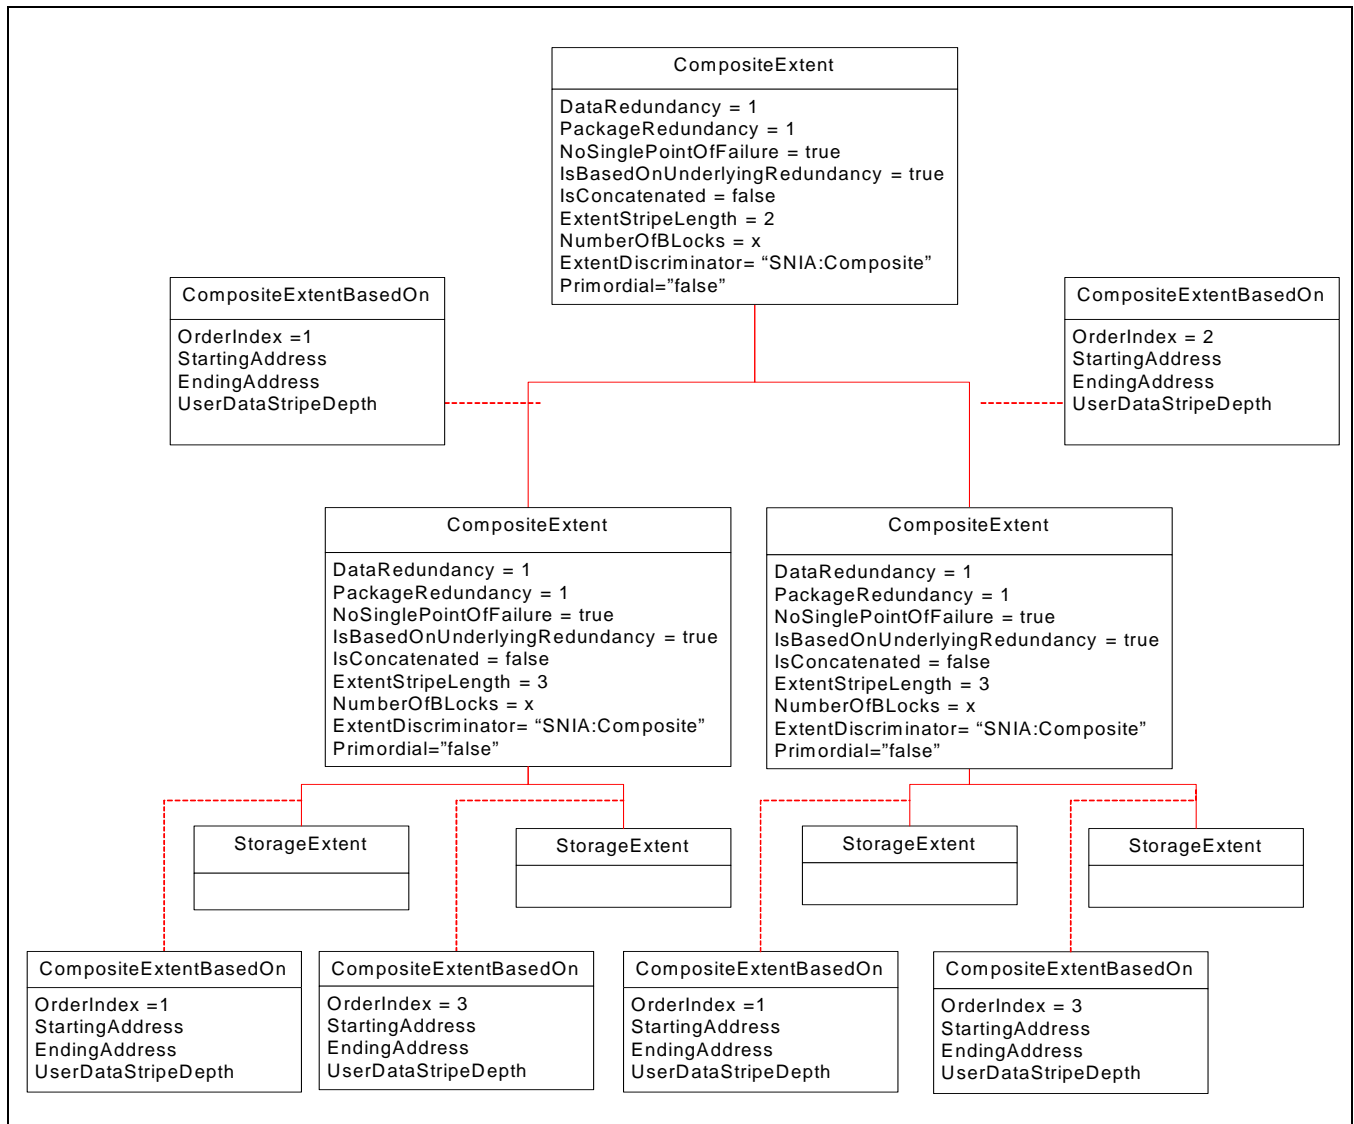 CompositeExtent
DataRedundancy = 1
PackageRedundancy = 1
NoSinglePointOfFailure = true
IsBasedOnUnderlyingRedundancy = true
IsConcatenated = false
ExtentStripeLength = 2
NumberOfBLocks = x
ExtentDiscriminator= “SNIA:Composite”
Primordial=”false”
CompositeExtentBasedOn
OrderIndex =1
StartingAddress
EndingAddress
UserDataStripeDepth
CompositeExtentBasedOn
OrderIndex = 2
StartingAddress
EndingAddress
UserDataStripeDepth
CompositeExtent
DataRedundancy = 1
PackageRedundancy = 1
NoSinglePointOfFailure = true
IsBasedOnUnderlyingRedundancy = true
IsConcatenated = false
ExtentStripeLength = 3
NumberOfBLocks = x
ExtentDiscriminator= “SNIA:Composite”
Primordial=”false”
CompositeExtent
DataRedundancy = 1
PackageRedundancy = 1
NoSinglePointOfFailure = true
IsBasedOnUnderlyingRedundancy = true
IsConcatenated = false
ExtentStripeLength = 3
NumberOfBLocks = x
ExtentDiscriminator= “SNIA:Composite”
Primordial=”false”
StorageExtent
StorageExtent
StorageExtent
StorageExtent
CompositeExtentBasedOn
OrderIndex =1
StartingAddress
EndingAddress
UserDataStripeDepth
CompositeExtentBasedOn
OrderIndex = 3
StartingAddress
EndingAddress
UserDataStripeDepth
CompositeExtentBasedOn
OrderIndex =1
StartingAddress
EndingAddress
UserDataStripeDepth
CompositeExtentBasedOn
OrderIndex = 3
StartingAddress
EndingAddress
UserDataStripeDepth